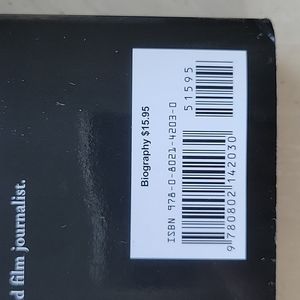 d film journalist.
Biography $15.95
ISBN 978-0-8021-4203-0
51595
9 780802 142030